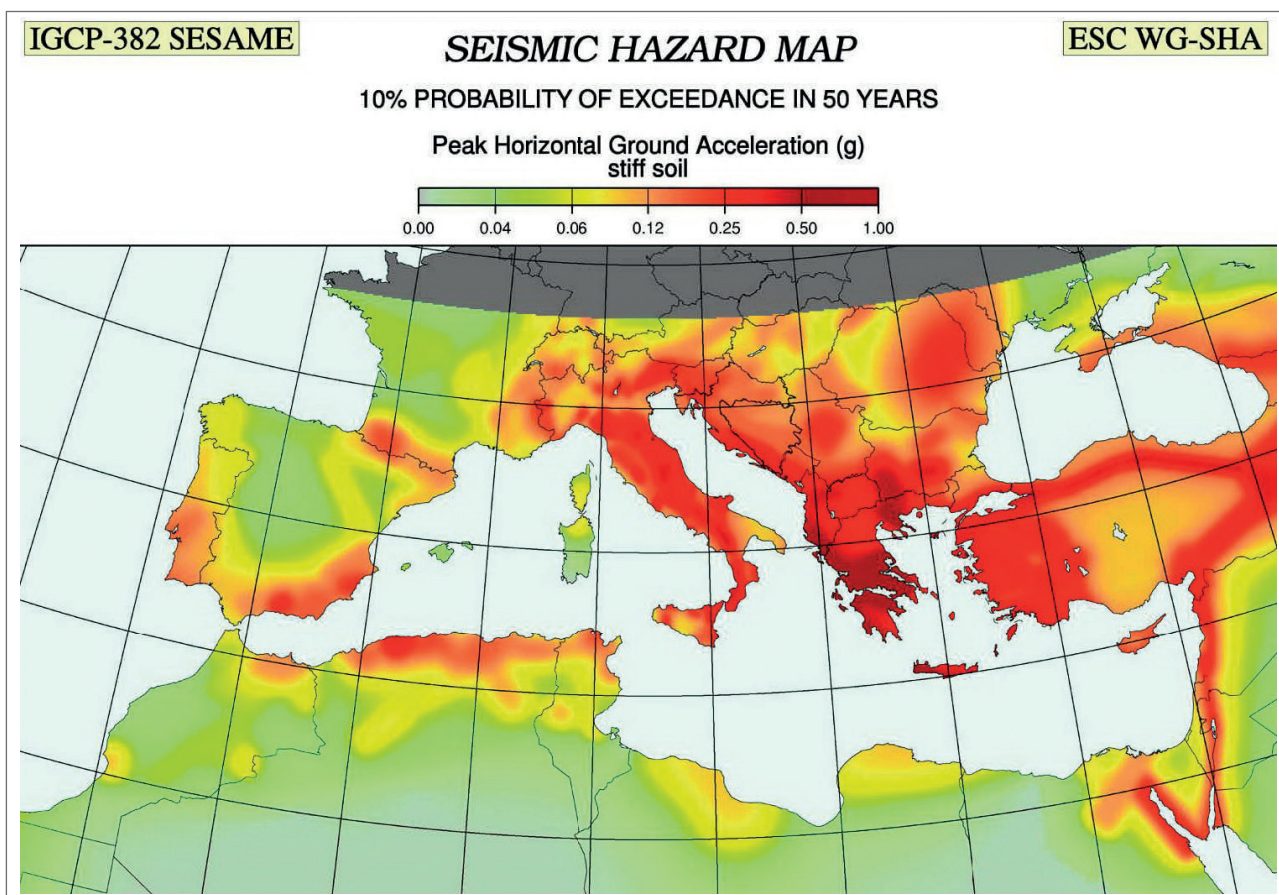 IGCP-382 SESAME
SEISMIC HAZARD MAP
ESC WG-SHA
10% PROBABILITY OF EXCEEDANCE IN 50 YEARS
Peak Horizontal Ground Acceleration (g)
stiff soil
0.00 0.04 0.06 0.12 0.25 0.50 1.00